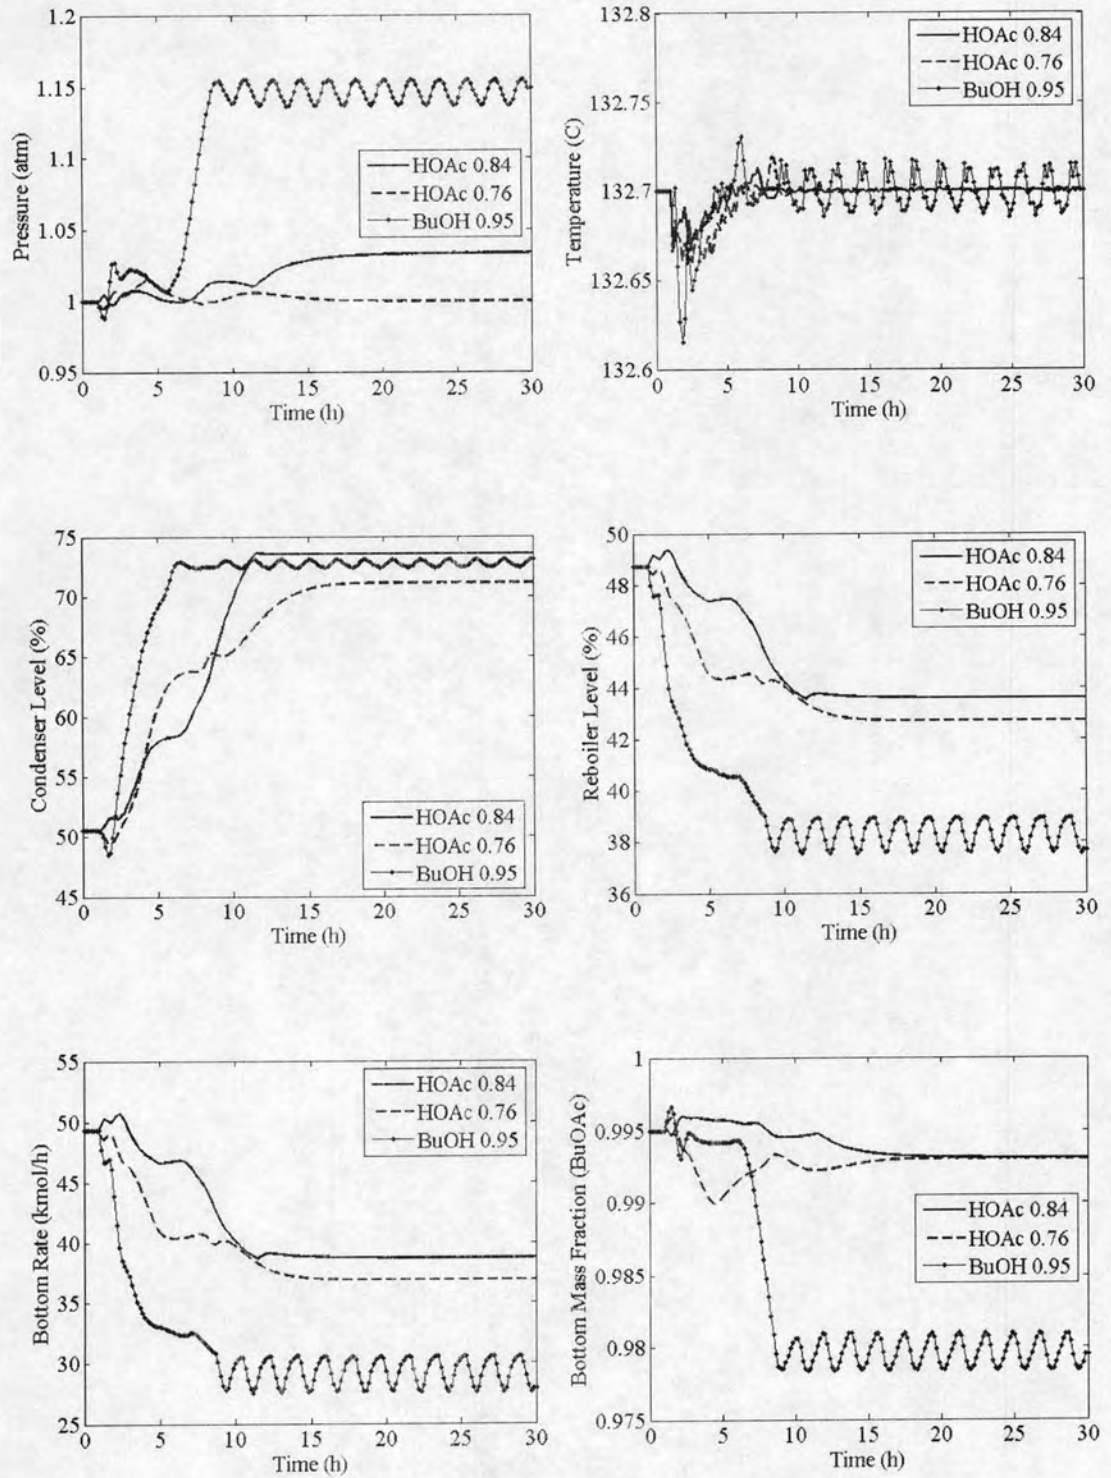 1.2
1.15
1.1
1.05
1
0.95
Pressure (atm)
HOAc 0.84
HOAc 0.76
BuOH 0.95
0 5 10 15 20 25 30
Time (h)
132.8
132.75
132.7
132.65
132.6
Temperature (C)
HOAc 0.84
HOAc 0.76
BuOH 0.95
0 5 10 15 20 25 30
Time (h)
75
70
65
60
55
50
45
Condenser Level (%)
HOAc 0.84
HOAc 0.76
BuOH 0.95
0 5 10 15 20 25 30
Time (h)
50
48
46
44
42
40
38
36
Reboiler Level (%)
HOAc 0.84
HOAc 0.76
BuOH 0.95
0 5 10 15 20 25 30
Time (h)
55
50
45
40
35
30
25
Bottom Rate (kmol/h)
HOAc 0.84
HOAc 0.76
BuOH 0.95
0 5 10 15 20 25 30
Time (h)
1
0.995
0.99
0.985
0.98
0.975
Bottom Mass Fraction (BuOAc)
HOAc 0.84
HOAc 0.76
BuOH 0.95
0 5 10 15 20 25 30
Time (h)